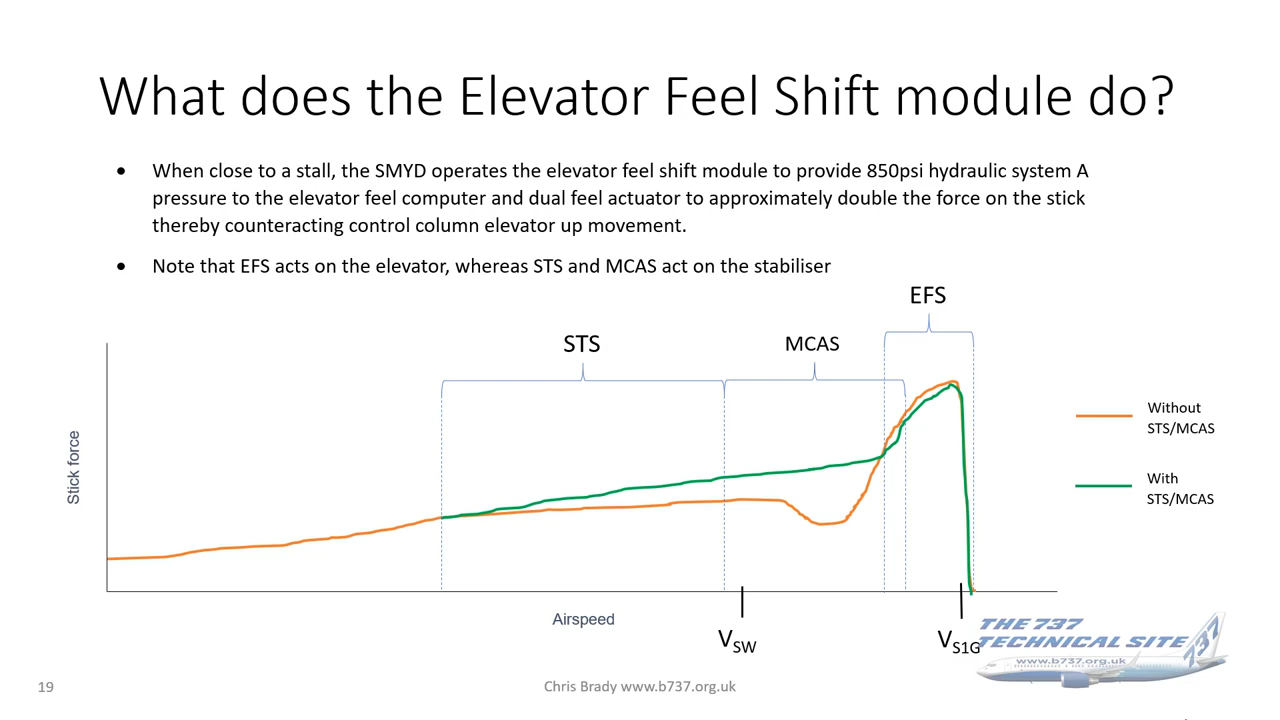 What does the Elevator Feel Shift module do?
• When close to a stall, the SMYD operates the elevator feel shift module to provide 850psi hydraulic system A
pressure to the elevator feel computer and dual feel actuator to approximately double the force on the stick
thereby counteracting control column elevator up movement.
• Note that EFS acts on the elevator, whereas STS and MCAS act on the stabiliser
EFS
STS
MCAS
Without
STS/MCAS
With
STS/MCAS
Stick force
Airspeed
VSW
VS1G
THE 737
TECHNICAL SITE
737
www.b737.org.uk
19
Chris Brady www.b737.org.uk